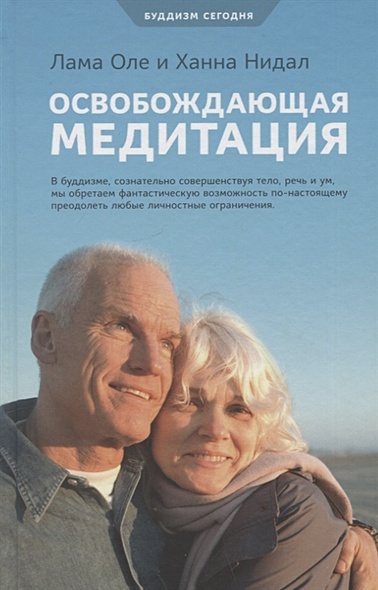 БУДДИЗМ СЕГОДНЯ
Лама Оле и Ханна Нидал
ОСВОБОЖДАЮЩАЯ
МЕДИТАЦИЯ
В буддизме, сознательно совершенствуя тело, речь и ум,
мы обретаем фантастическую возможность по-настоящему
преодолеть любые личностные ограничения.